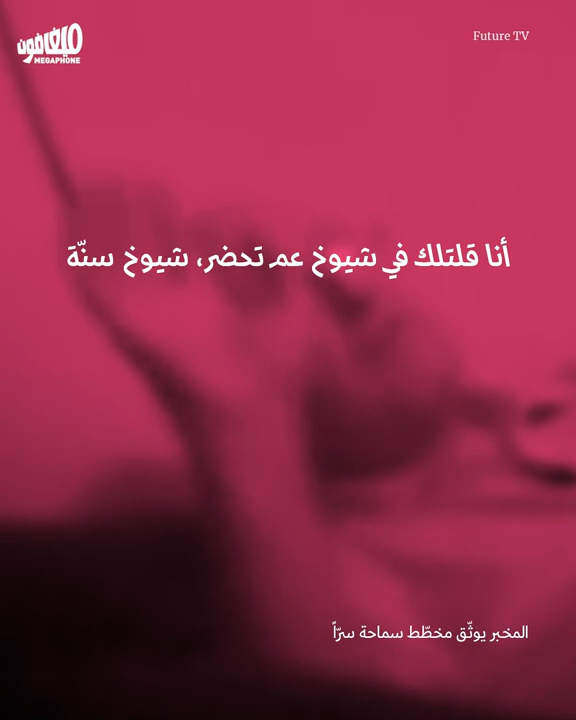 ميغافون
MEGAPHONE
Future TV
أنا قلتلك في شيوخ عم تحضر، شيوخ سنّة
المخبر يوثّق مخطّط سماحة سرّاً